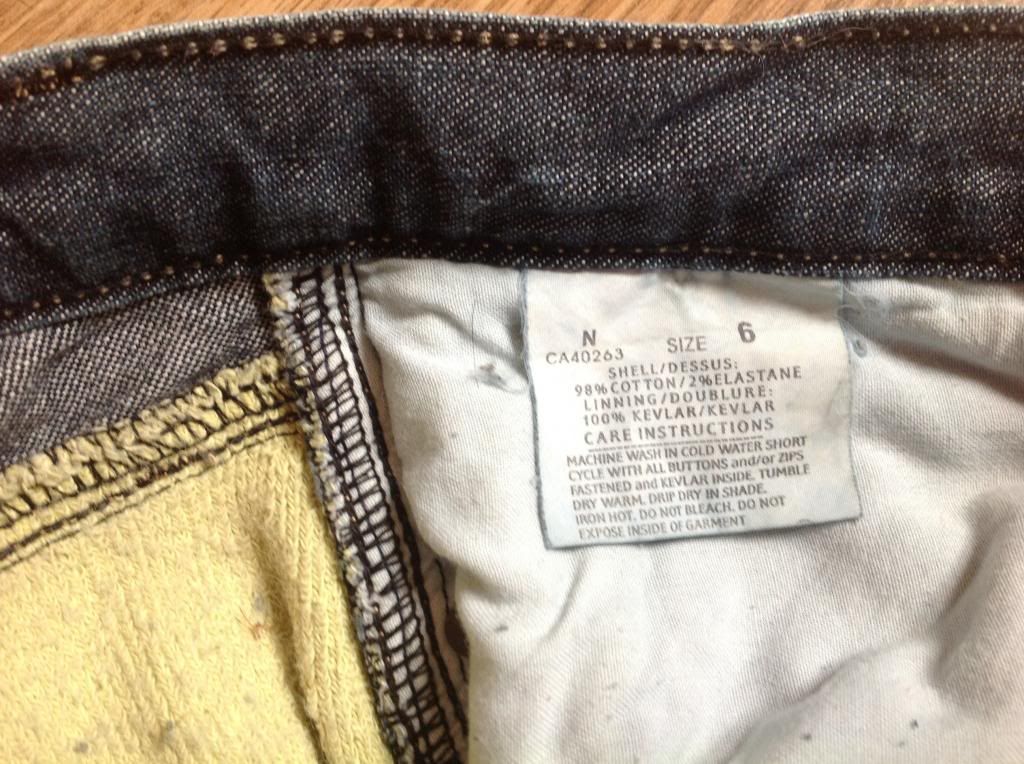 N SIZE 6
CA40263
SHELL/DESSUS:
98% COTTON/2%ELASTANE
LINNING/DOUBLURE:
100% KEVLAR/KEVLAR
CARE INSTRUCTIONS
MACHINE WASH IN COLD WATER SHORT
CYCLE WITH ALL BUTTONS and/or ZIPS
FASTENED and KEVLAR INSIDE. TUMBLE
DRY WARM. DRIP DRY IN SHADE.
IRON HOT. DO NOT BLEACH. DO NOT
EXPOSE INSIDE OF GARMENT